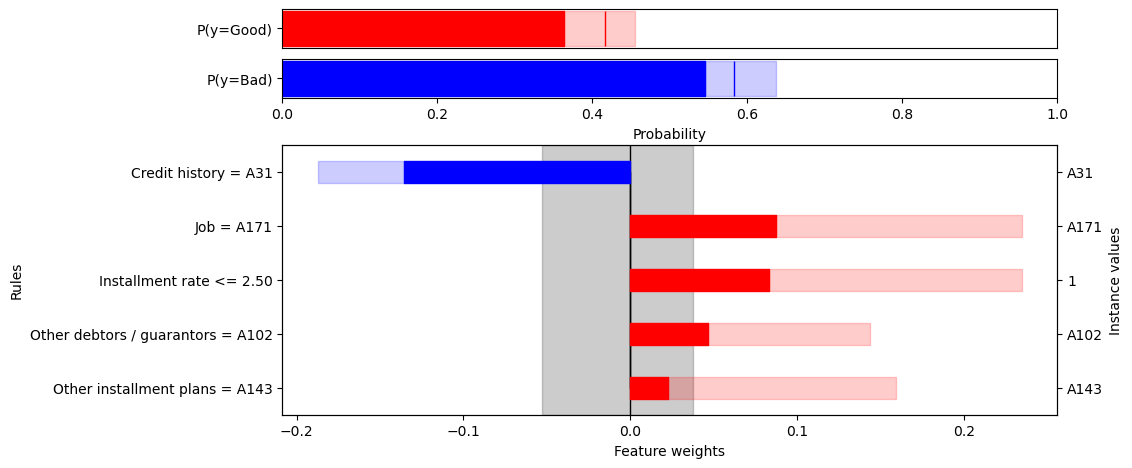 P(y=Good)
P(y=Bad)
0.0 0.2 0.4 0.6 0.8 1.0
Probability
Credit history = A31 A31
Job = A171 A171
Installment rate <= 2.50 1
Other debtors / guarantors = A102 A102
Other installment plans = A143 A143
Rules
Instance values
−0.2 −0.1 0.0 0.1 0.2
Feature weights